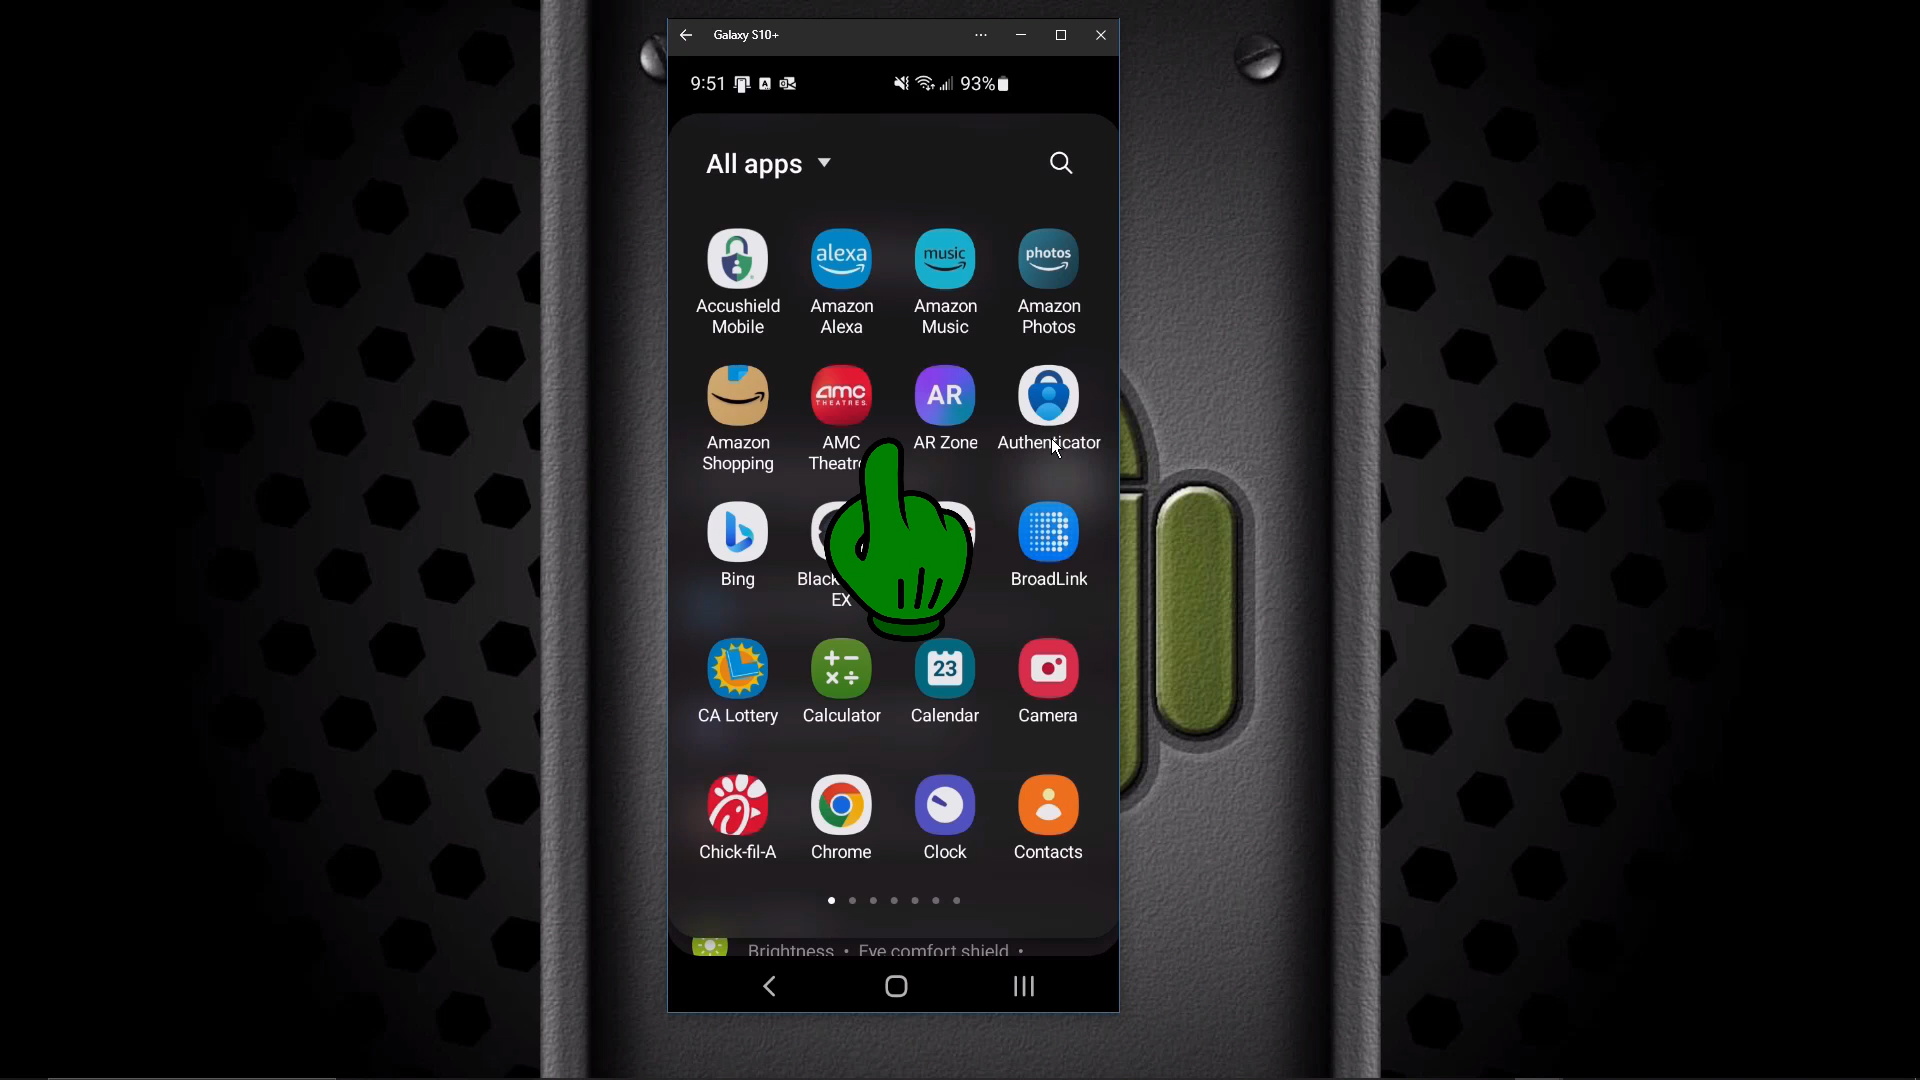 Galaxy S10+
9:51
93%
All apps
alexa
music
photos
Accushield
Mobile
Amazon
Alexa
Amazon
Music
Amazon
Photos
amc
THEATRES
AR
Amazon
Shopping
AMC
AR Zone
Authenticator
Bing
EX
BroadLink
23
CA Lottery
Calculator
Calendar
Camera
Chick-fil-A
Chrome
Clock
Contacts
Brightness • Eye comfort shield •